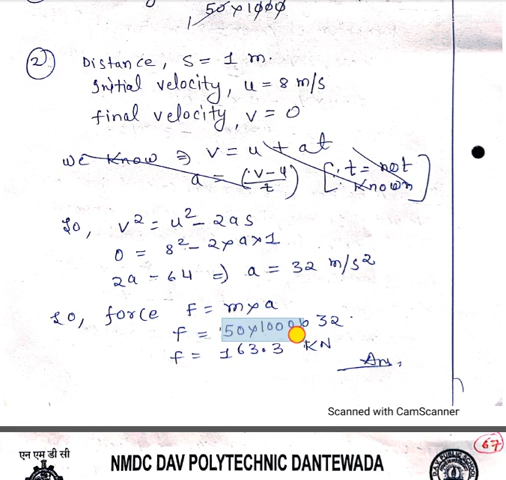 50×1000
② Distance, S = 1 m.
Initial velocity, u = 8 m/s
final velocity, v = 0
we know ⇒ v = u + at
a = (v-u/t) [∵ t = not known]
So, v² = u² - 2as
0 = 8² - 2×a×1
2a = 64 ⇒ a = 32 m/s²
So, force f = m×a
f = 50×1000 × 32
f = 163.3 KN
Ans.
Scanned with CamScanner
67
एन एम डी सी
NMDC DAV POLYTECHNIC DANTEWADA